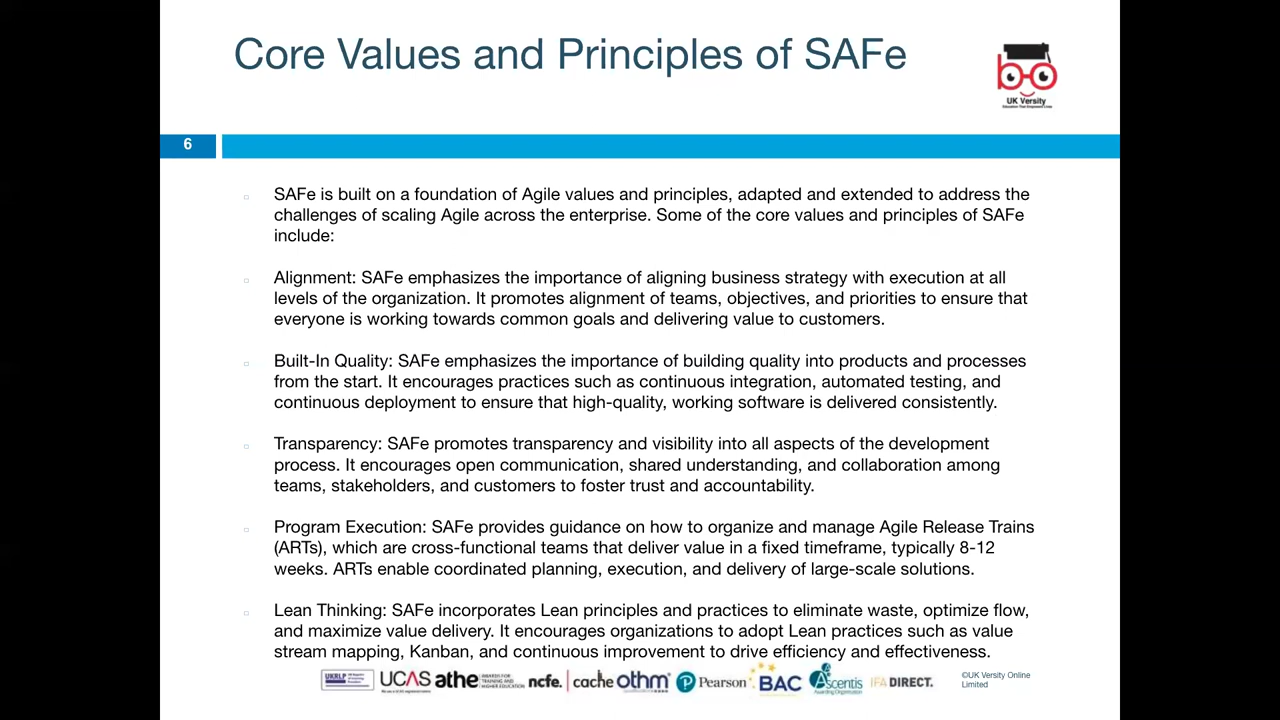 Core Values and Principles of SAFe
UK Versity
6
SAFe is built on a foundation of Agile values and principles, adapted and extended to address the
challenges of scaling Agile across the enterprise. Some of the core values and principles of SAFe
include:
Alignment: SAFe emphasizes the importance of aligning business strategy with execution at all
levels of the organization. It promotes alignment of teams, objectives, and priorities to ensure that
everyone is working towards common goals and delivering value to customers.
Built-In Quality: SAFe emphasizes the importance of building quality into products and processes
from the start. It encourages practices such as continuous integration, automated testing, and
continuous deployment to ensure that high-quality, working software is delivered consistently.
Transparency: SAFe promotes transparency and visibility into all aspects of the development
process. It encourages open communication, shared understanding, and collaboration among
teams, stakeholders, and customers to foster trust and accountability.
Program Execution: SAFe provides guidance on how to organize and manage Agile Release Trains
(ARTs), which are cross-functional teams that deliver value in a fixed timeframe, typically 8-12
weeks. ARTs enable coordinated planning, execution, and delivery of large-scale solutions.
Lean Thinking: SAFe incorporates Lean principles and practices to eliminate waste, optimize flow,
and maximize value delivery. It encourages organizations to adopt Lean practices such as value
stream mapping, Kanban, and continuous improvement to drive efficiency and effectiveness.
UKRLP UCAS athe AWARDS FOR TRAINING AND HIGHER EDUCATION ncfe. cache othm Pearson BAC Ascentis IFA DIRECT.
©UK Versity Online
Limited